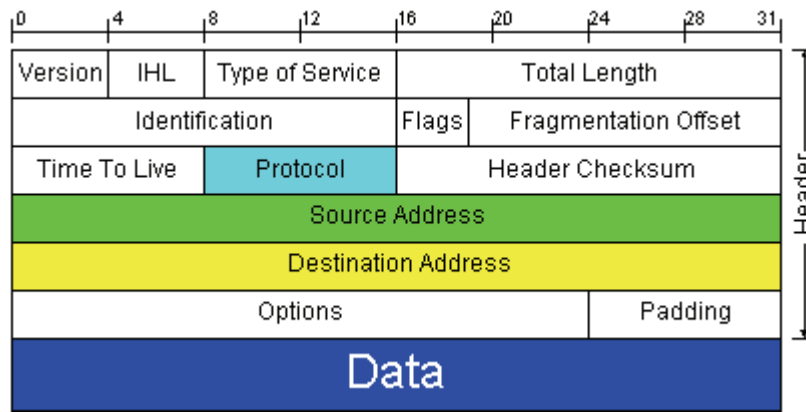 0 4 8 12 16 20 24 28 31
Version IHL Type of Service Total Length
Identification Flags Fragmentation Offset
Time To Live Protocol Header Checksum
Source Address
Destination Address
Options Padding
Data
Header